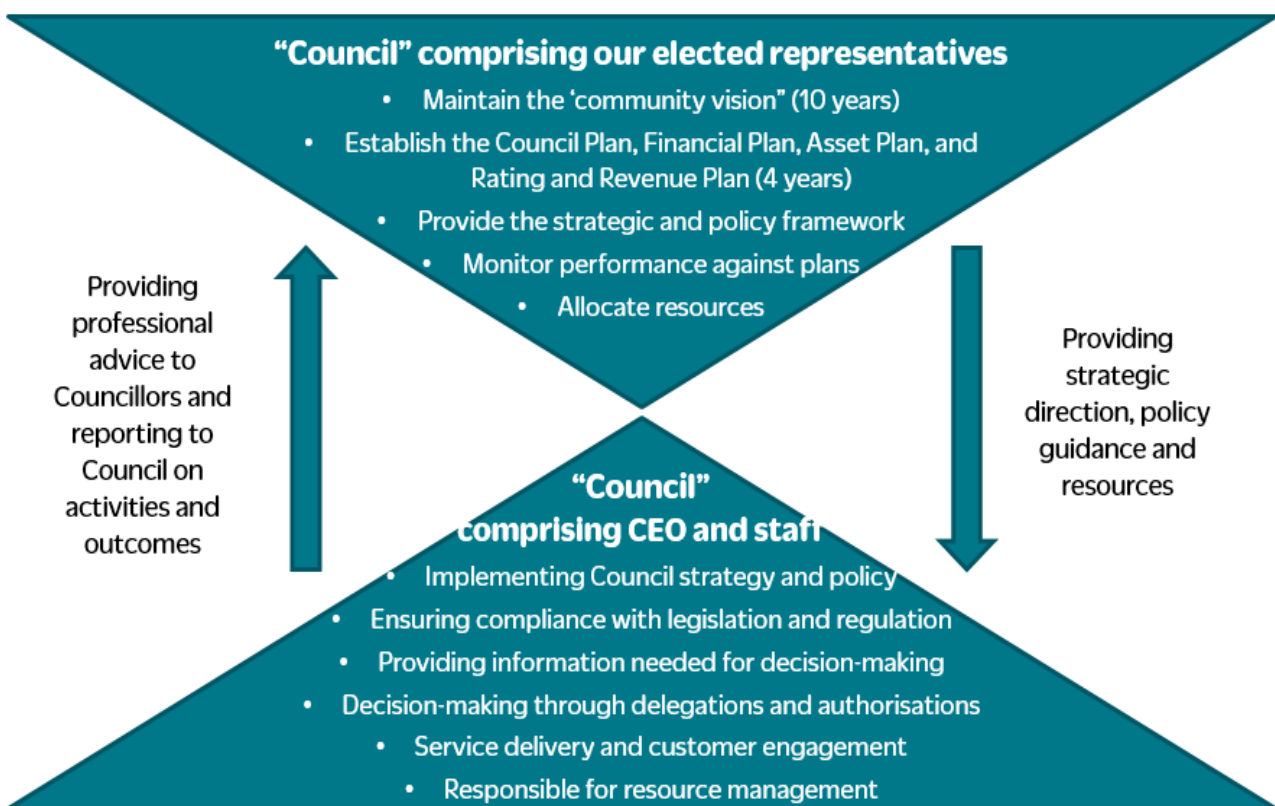 “Council” comprising our elected representatives
• Maintain the ‘community vision” (10 years)
• Establish the Council Plan, Financial Plan, Asset Plan, and
Rating and Revenue Plan (4 years)
• Provide the strategic and policy framework
• Monitor performance against plans
• Allocate resources
Providing
professional
advice to
Councillors and
reporting to
Council on
activities and
outcomes
Providing
strategic
direction, policy
guidance and
resources
“Council”
comprising CEO and staff
• Implementing Council strategy and policy
• Ensuring compliance with legislation and regulation
• Providing information needed for decision-making
• Decision-making through delegations and authorisations
• Service delivery and customer engagement
• Responsible for resource management